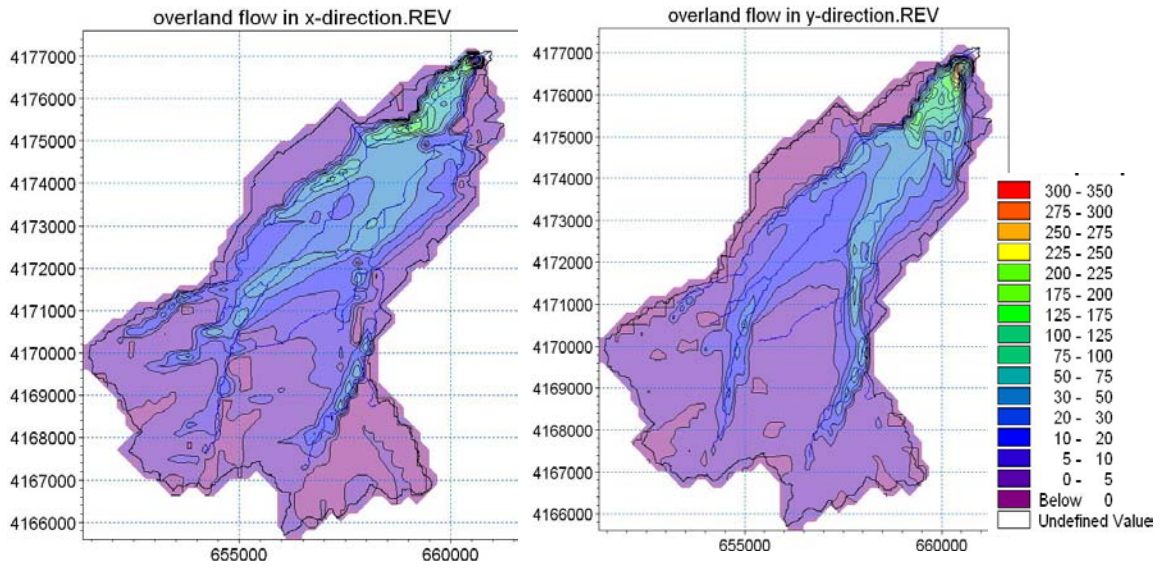 overland flow in x-direction.REV
4177000
4176000
4175000
4174000
4173000
4172000
4171000
4170000
4169000
4168000
4167000
4166000
655000 660000
overland flow in y-direction.REV
4177000
4176000
4175000
4174000
4173000
4172000
4171000
4170000
4169000
4168000
4167000
4166000
655000 660000
300 - 350
275 - 300
250 - 275
225 - 250
200 - 225
175 - 200
125 - 175
100 - 125
75 - 100
50 - 75
30 - 50
20 - 30
10 - 20
5 - 10
0 - 5
Below 0
Undefined Value